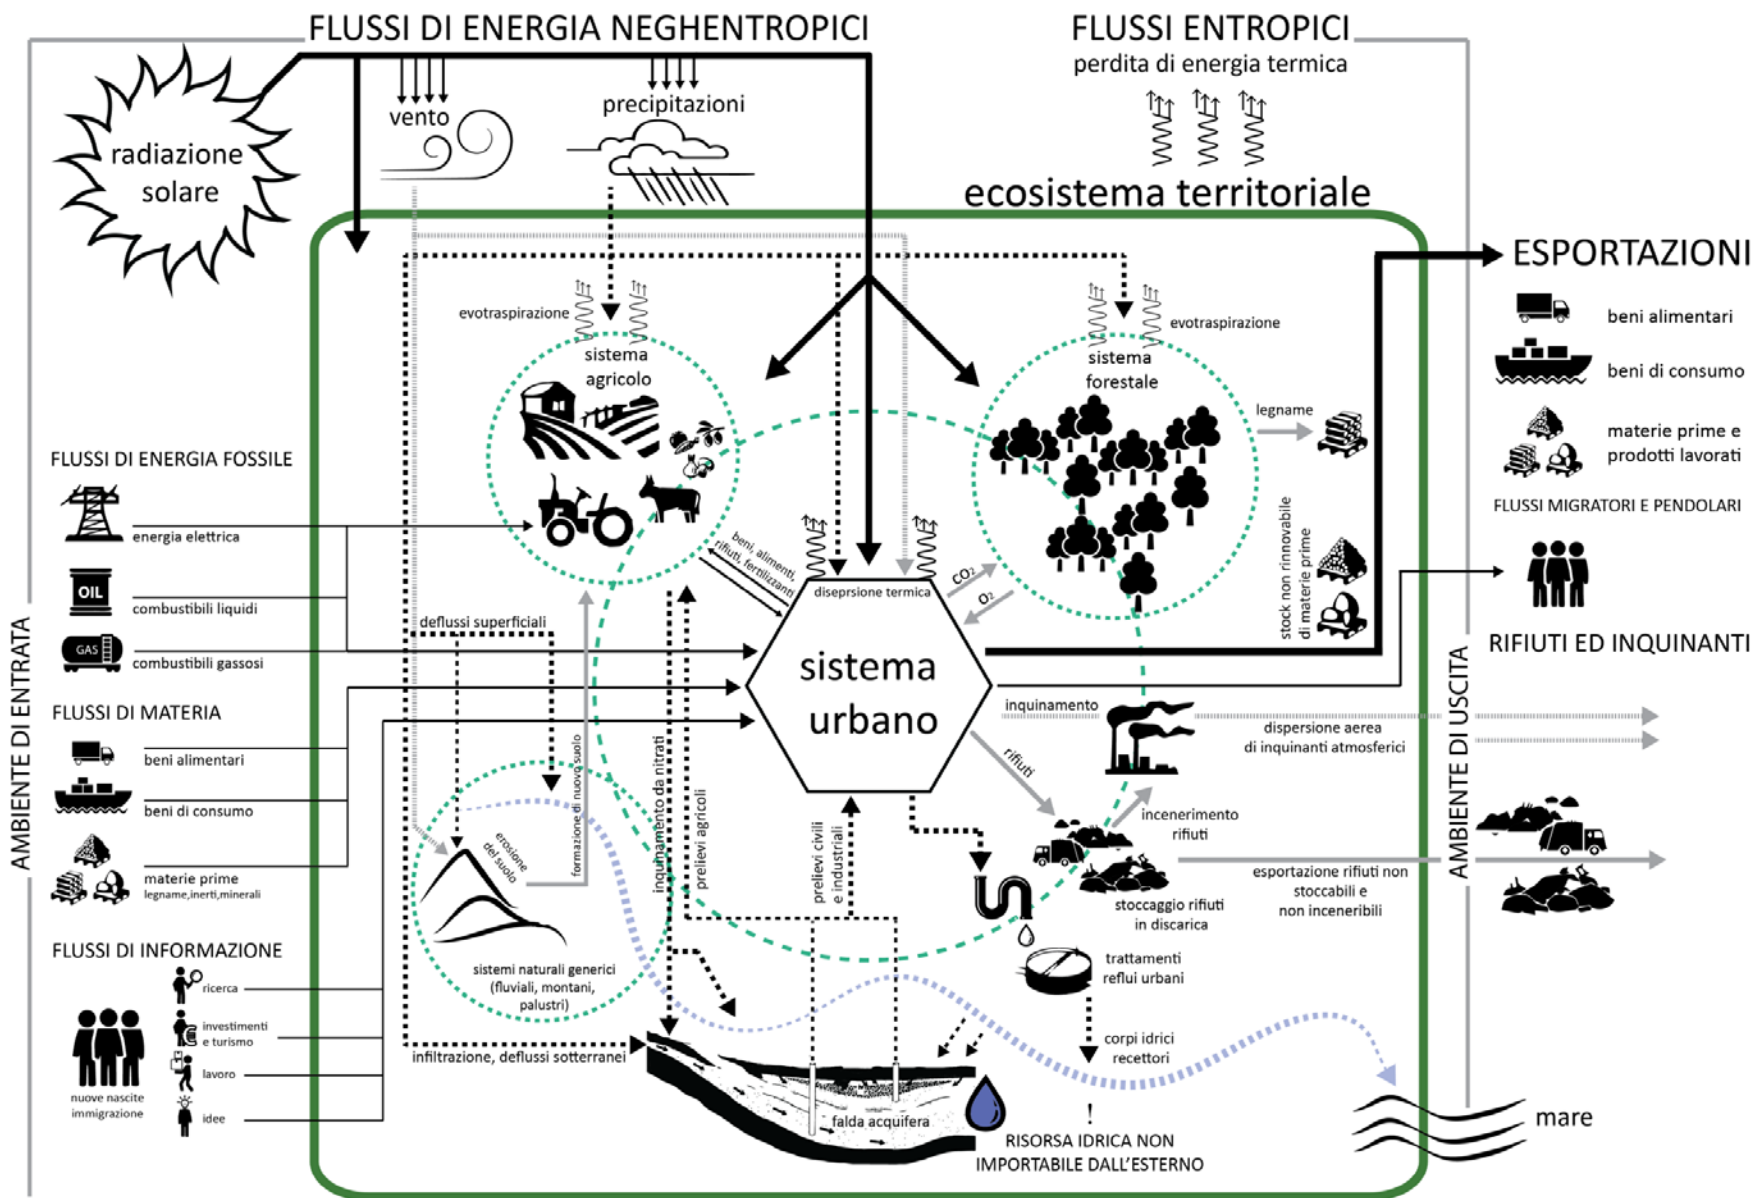 FLUSSI DI ENERGIA NEGHENTROPICI
FLUSSI ENTROPICI
perdita di energia termica
radiazione
solare
vento
precipitazioni
ecosistema territoriale
AMBIENTE DI ENTRATA
FLUSSI DI ENERGIA FOSSILE
energia elettrica
OIL
combustibili liquidi
GAS
combustibili gassosi
FLUSSI DI MATERIA
beni alimentari
beni di consumo
materie prime
legname,inerti,minerali
FLUSSI DI INFORMAZIONE
ricerca
investimenti
e turismo
lavoro
idee
nuove nascite
immigrazione
evotraspirazione
sistema
agricolo
evotraspirazione
sistema
forestale
legname
stock non rinnovabile
di materie prime
beni, alimenti,
rifiuti, fertilizzanti
diseprsione termica
CO2
O2
sistema
urbano
deflussi superficiali
formazione di nuovo suolo
erosione
del suolo
sistemi naturali generici
(fluviali, montani,
palustri)
inquinamento da nitrati
prelievi agricoli
prelievi civili
e industriali
infiltrazione, deflussi sotterranei
falda acquifera
inquinamento
rifiuti
incenerimento
rifiuti
stoccaggio rifiuti
in discarica
trattamenti
reflui urbani
corpi idrici
recettori
!
RISORSA IDRICA NON
IMPORTABILE DALL'ESTERNO
dispersione aerea
di inquinanti atmosferici
esportazione rifiuti non
stoccabili e
non inceneribili
AMBIENTE DI USCITA
ESPORTAZIONI
beni alimentari
beni di consumo
materie prime e
prodotti lavorati
FLUSSI MIGRATORI E PENDOLARI
RIFIUTI ED INQUINANTI
mare